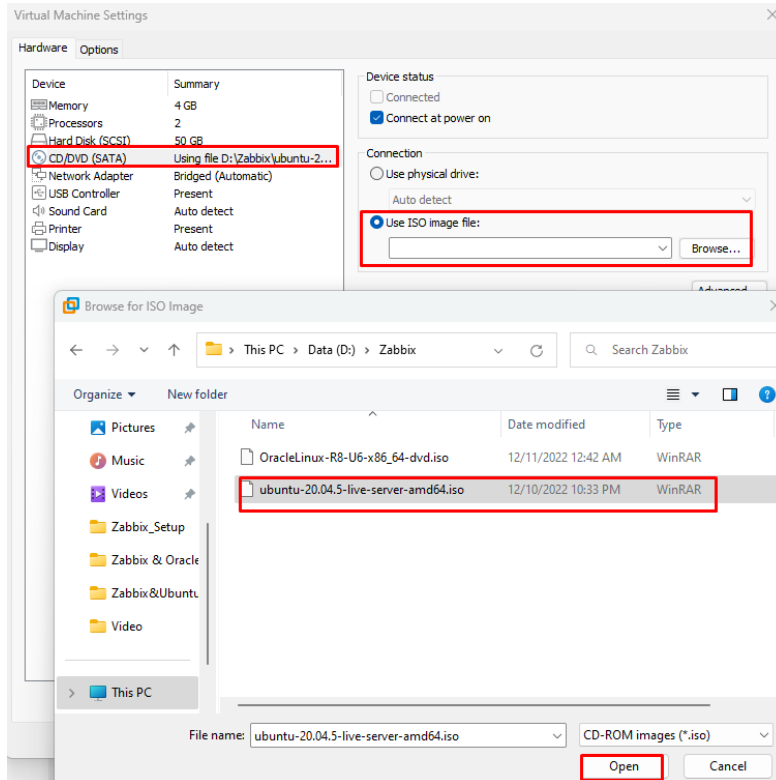 Virtual Machine Settings
Hardware Options
Device Summary
Memory 4 GB
Processors 2
Hard Disk (SCSI) 50 GB
CD/DVD (SATA) Using file D:\Zabbix\ubuntu-2...
Network Adapter Bridged (Automatic)
USB Controller Present
Sound Card Auto detect
Printer Present
Display Auto detect
Device status
Connected
Connect at power on
Connection
Use physical drive:
Auto detect
Use ISO image file:
Browse...
Advanced...
Browse for ISO Image
This PC > Data (D:) > Zabbix
Search Zabbix
Organize New folder
Name Date modified Type
Pictures
Music
Videos
Zabbix_Setup
Zabbix & Oracle
Zabbix&Ubuntu
Video
This PC
OracleLinux-R8-U6-x86_64-dvd.iso 12/11/2022 12:42 AM WinRAR
ubuntu-20.04.5-live-server-amd64.iso 12/10/2022 10:33 PM WinRAR
File name: ubuntu-20.04.5-live-server-amd64.iso CD-ROM images (*.iso)
Open Cancel